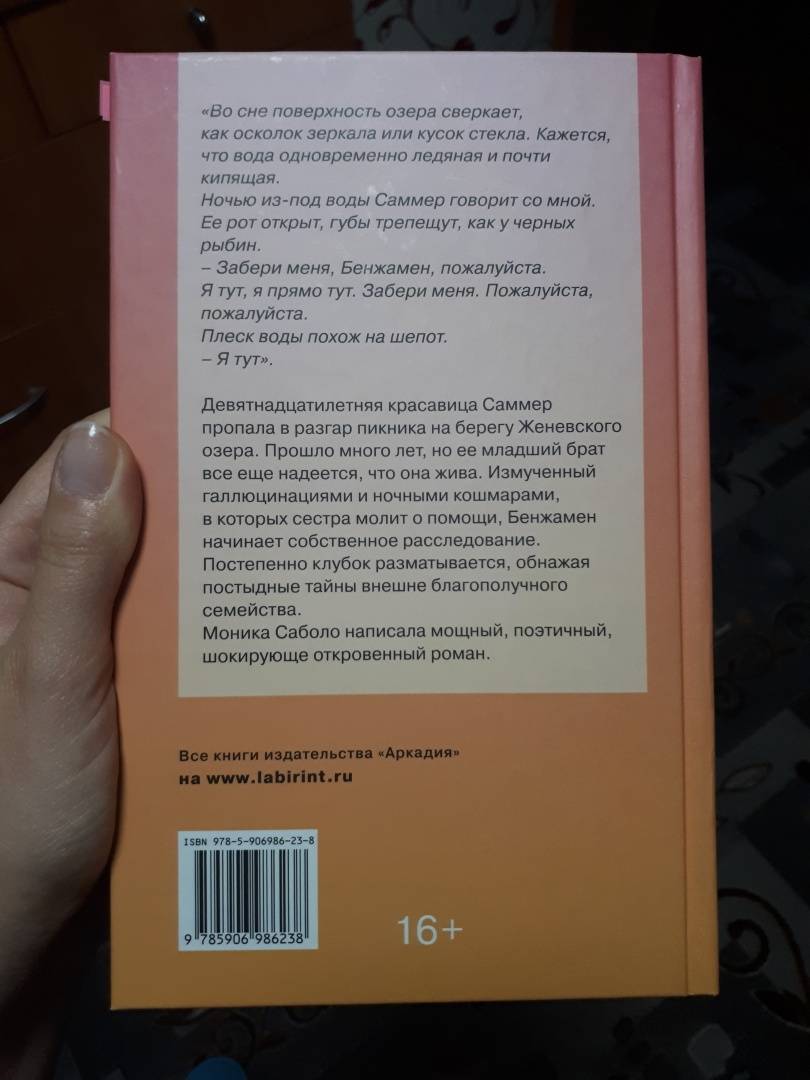 «Во сне поверхность озера сверкает,
как осколок зеркала или кусок стекла. Кажется,
что вода одновременно ледяная и почти
кипящая.
Ночью из-под воды Саммер говорит со мной.
Ее рот открыт, губы трепещут, как у черных
рыбин.
– Забери меня, Бенжамен, пожалуйста.
Я тут, я прямо тут. Забери меня. Пожалуйста,
пожалуйста.
Плеск воды похож на шепот.
– Я тут».
Девятнадцатилетняя красавица Саммер
пропала в разгар пикника на берегу Женевского
озера. Прошло много лет, но ее младший брат
все еще надеется, что она жива. Измученный
галлюцинациями и ночными кошмарами,
в которых сестра молит о помощи, Бенжамен
начинает собственное расследование.
Постепенно клубок разматывается, обнажая
постыдные тайны внешне благополучного
семейства.
Моника Саболо написала мощный, поэтичный,
шокирующе откровенный роман.
Все книги издательства «Аркадия»
на www.labirint.ru
ISBN 978-5-906986-23-8
9 785906 986238
16+